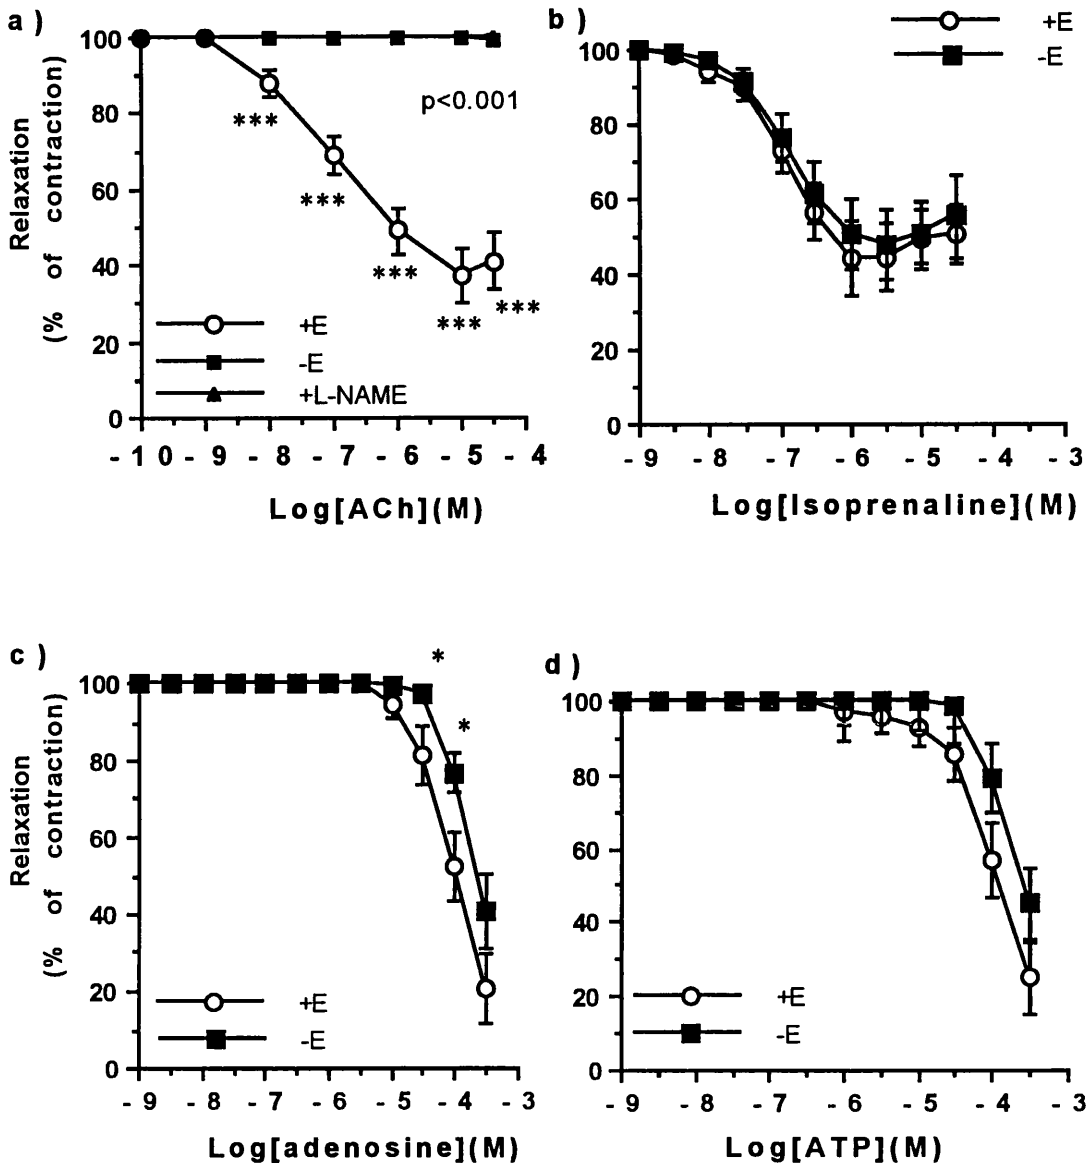 a )
100
80
60
40
20
0
Relaxation
(% of contraction)
p<0.001
***
***
***
***
***
+E
-E
+L-NAME
-10 -9 -8 -7 -6 -5 -4
Log[ACh](M)
b )
+E
-E
100
80
60
40
20
0
-9 -8 -7 -6 -5 -4 -3
Log[Isoprenaline](M)
c )
*
*
100
80
60
40
20
0
Relaxation
(% of contraction)
+E
-E
-9 -8 -7 -6 -5 -4 -3
Log[adenosine](M)
d )
100
80
60
40
20
0
+E
-E
-9 -8 -7 -6 -5 -4 -3
Log[ATP](M)